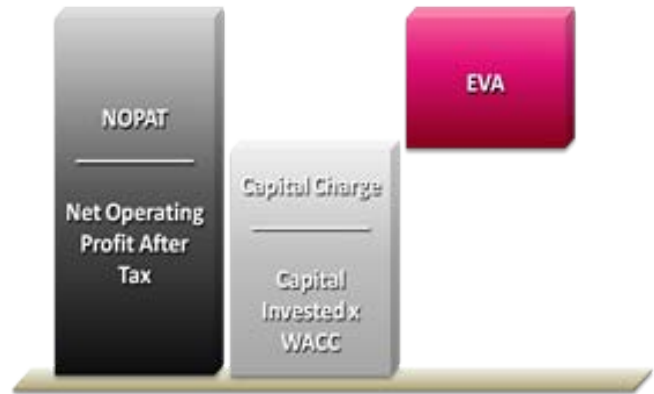 NOPAT
Net Operating
Profit After
Tax
Capital Charge
Capital
Invested x
WACC
EVA